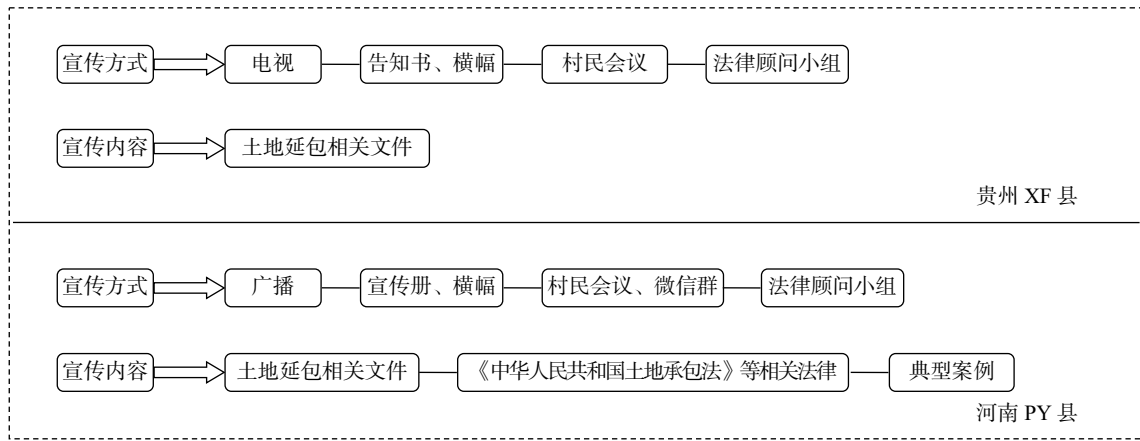 宣传方式 电视 告知书、横幅 村民会议 法律顾问小组
宣传内容 土地延包相关文件
贵州 XF 县
宣传方式 广播 宣传册、横幅 村民会议、微信群 法律顾问小组
宣传内容 土地延包相关文件 《中华人民共和国土地承包法》等相关法律 典型案例
河南 PY 县